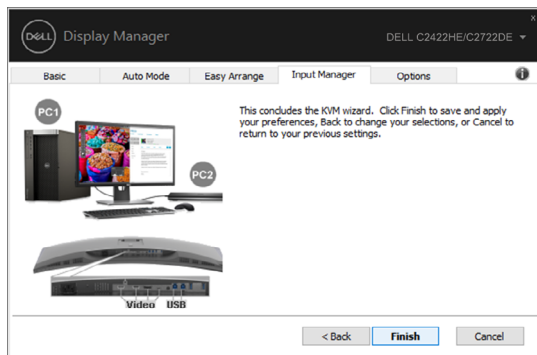 DELL Display Manager
DELL C2422HE/C2722DE
x
Basic Auto Mode Easy Arrange Input Manager Options
PC1
This concludes the KVM wizard. Click Finish to save and apply
your preferences, Back to change your selections, or Cancel to
return to your previous settings.
PC2
Video USB
< Back Finish Cancel